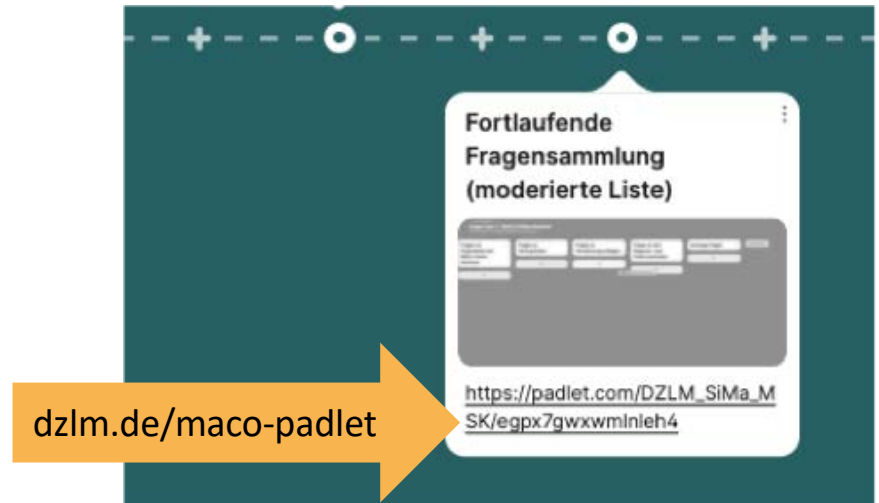 Fortlaufende
Fragensammlung
(moderierte Liste)
https://padlet.com/DZLM_SiMa_M
SK/egpx7gwxwmlnleh4
dzlm.de/maco-padlet